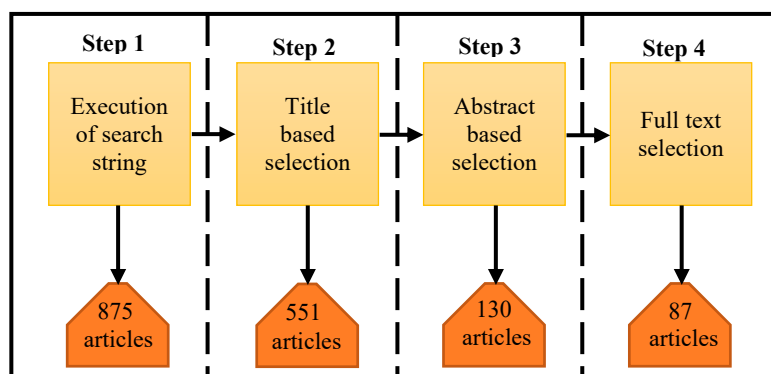 Step 1
Execution
of search
string
875
articles
Step 2
Title
based
selection
551
articles
Step 3
Abstract
based
selection
130
articles
Step 4
Full text
selection
87
articles